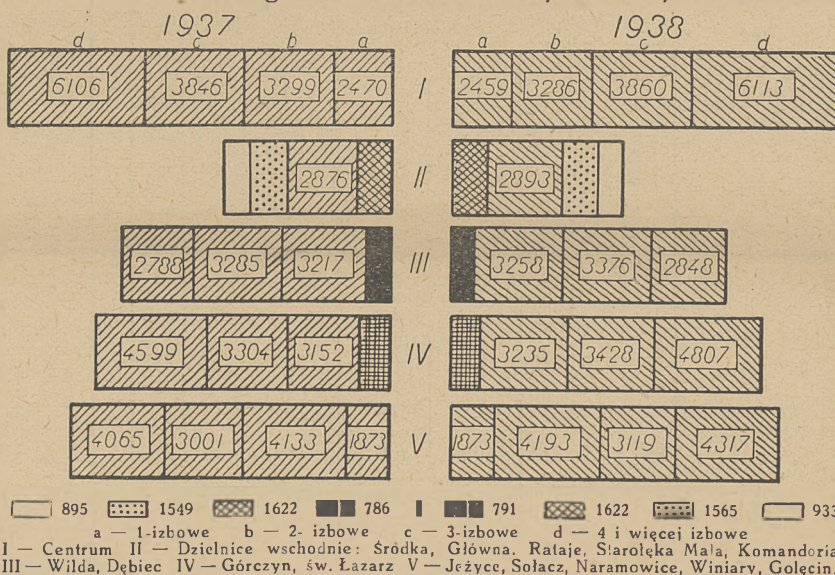 1937 1938
d c b a a b c d
6106 3846 3299 2470 I 2459 3286 3860 6113
2876 II 2893
2788 3285 3217 III 3258 3376 2848
4599 3304 3152 IV 3235 3428 4807
4065 3001 4133 1873 V 1873 4193 3119 4317
895 1549 1622 786 791 1622 1565 933
a — 1-izbowe b — 2- izbowe c — 3-izbowe d — 4 i więcej izbowe
I — Centrum II — Dzielnice wschodnie: Śródka, Główna. Rataje, Starołęka Mała, Komandoria
III — Wilda, Dębiec IV — Górczyn, św. Łazarz V — Jeżyce, Sołacz, Naramowice, Winiary, Golęcin